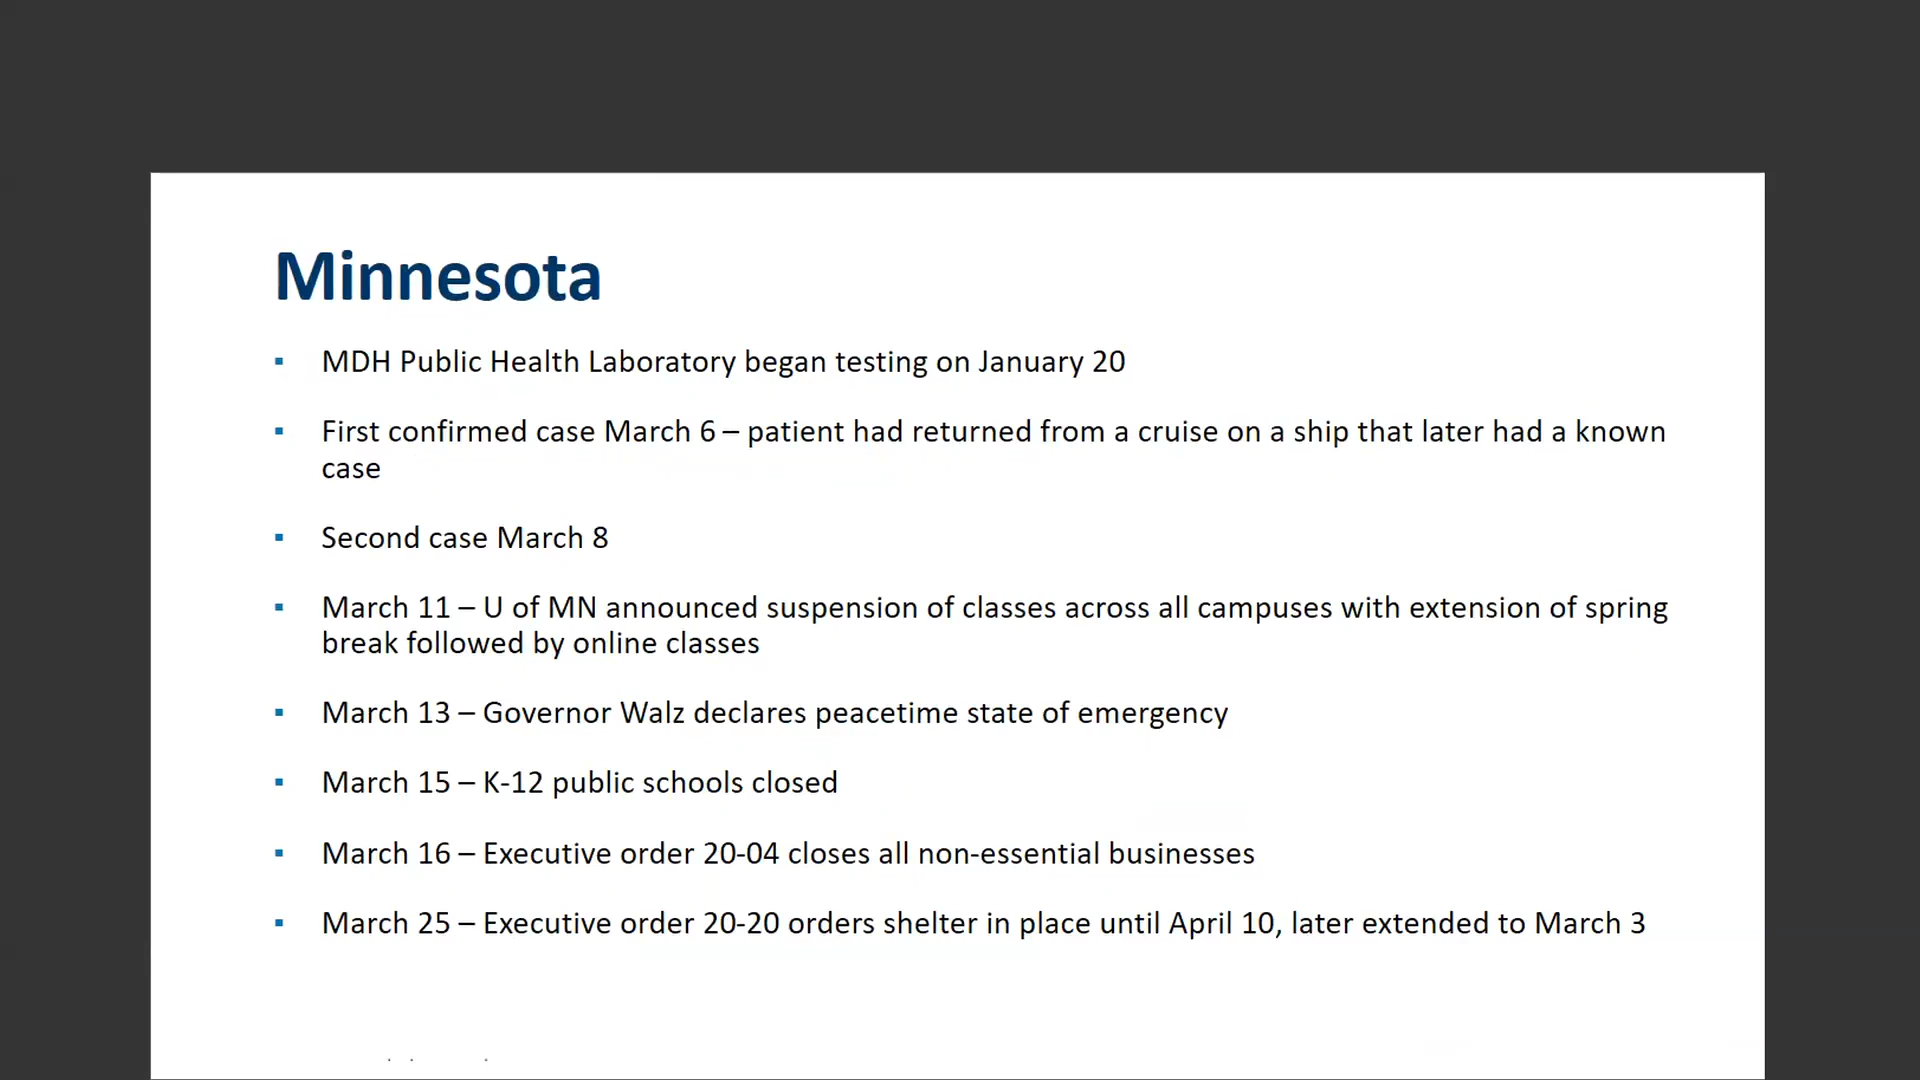 Minnesota
▪ MDH Public Health Laboratory began testing on January 20
▪ First confirmed case March 6 – patient had returned from a cruise on a ship that later had a known
case
▪ Second case March 8
▪ March 11 – U of MN announced suspension of classes across all campuses with extension of spring
break followed by online classes
▪ March 13 – Governor Walz declares peacetime state of emergency
▪ March 15 – K-12 public schools closed
▪ March 16 – Executive order 20-04 closes all non-essential businesses
▪ March 25 – Executive order 20-20 orders shelter in place until April 10, later extended to March 3